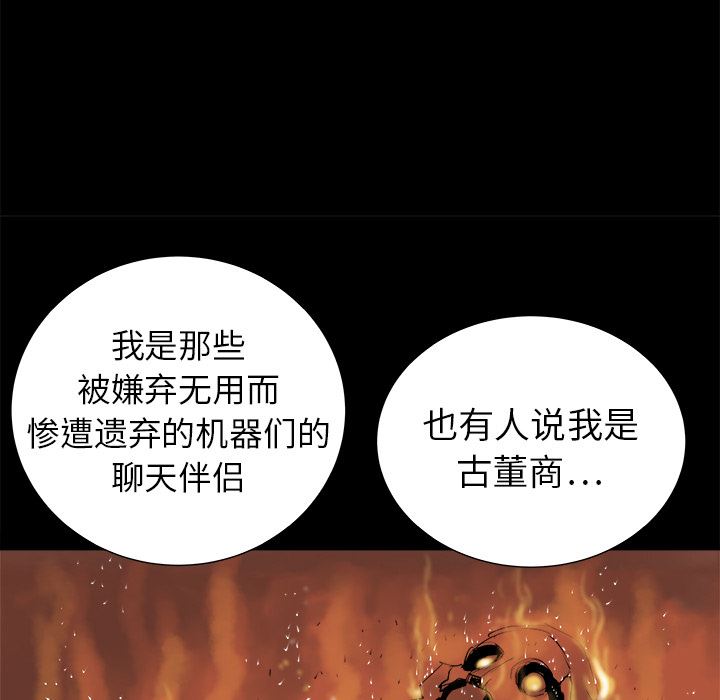 我是那些
被嫌弃无用而
惨遭遗弃的机器们的
聊天伴侣
也有人说我是
古董商...